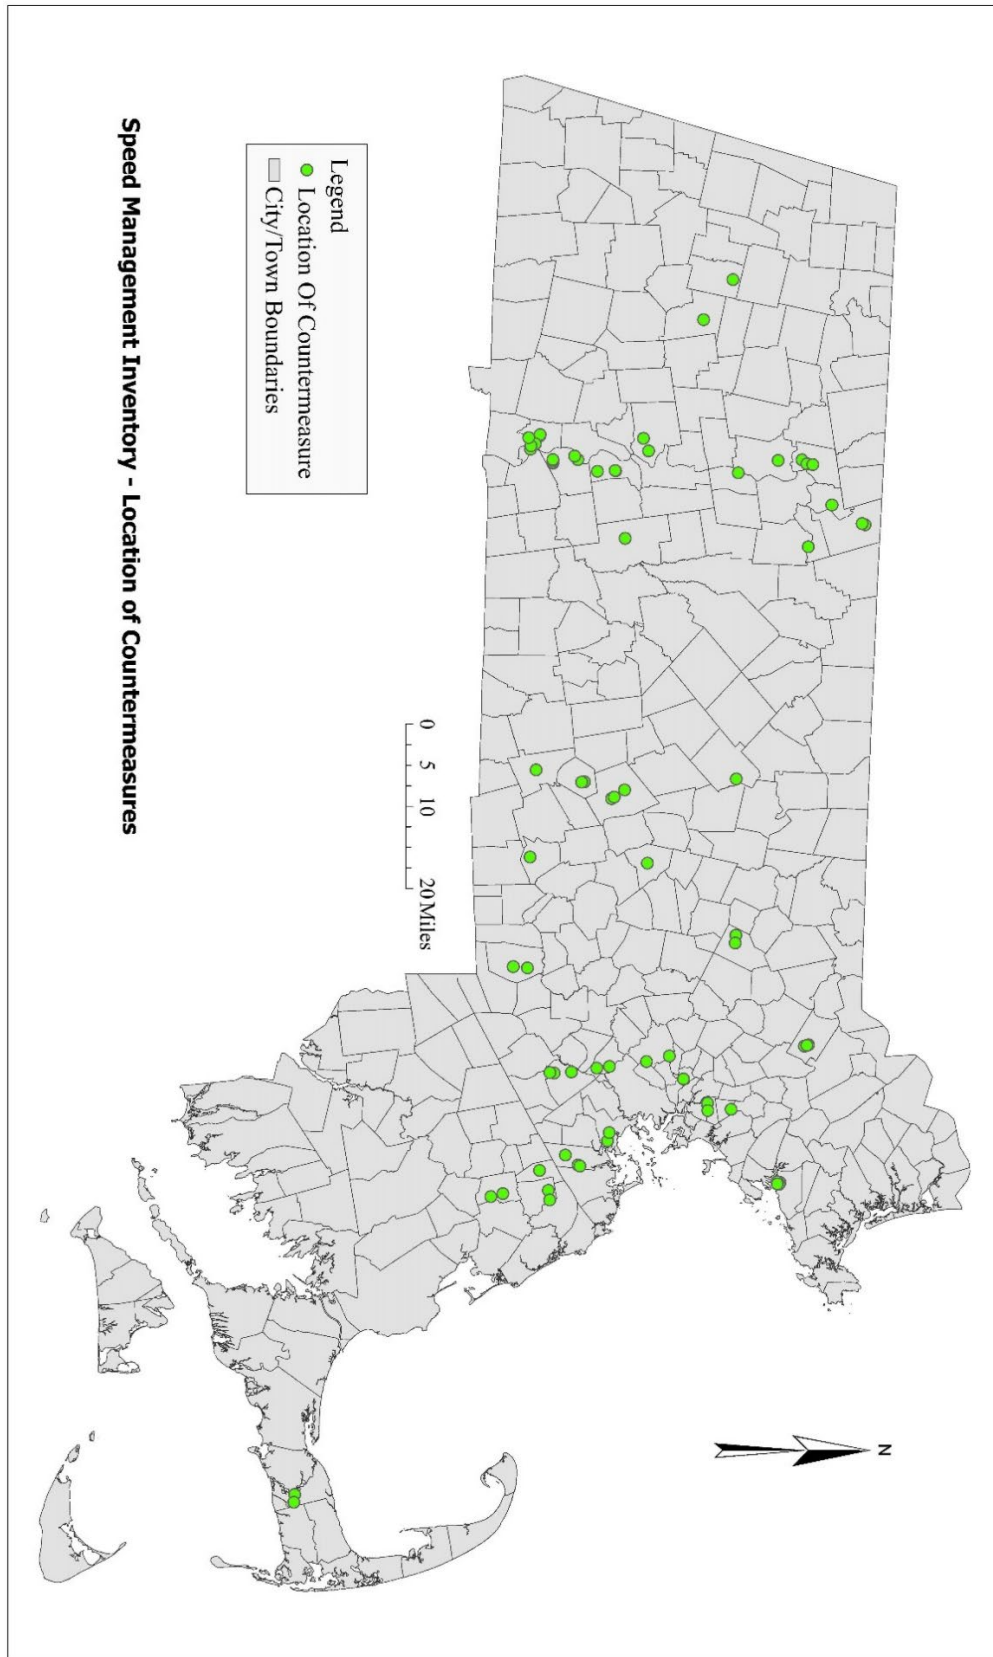 N
Legend
Location Of Countermeasure
City/Town Boundaries
0 5 10 20 Miles
Speed Management Inventory - Location of Countermeasures